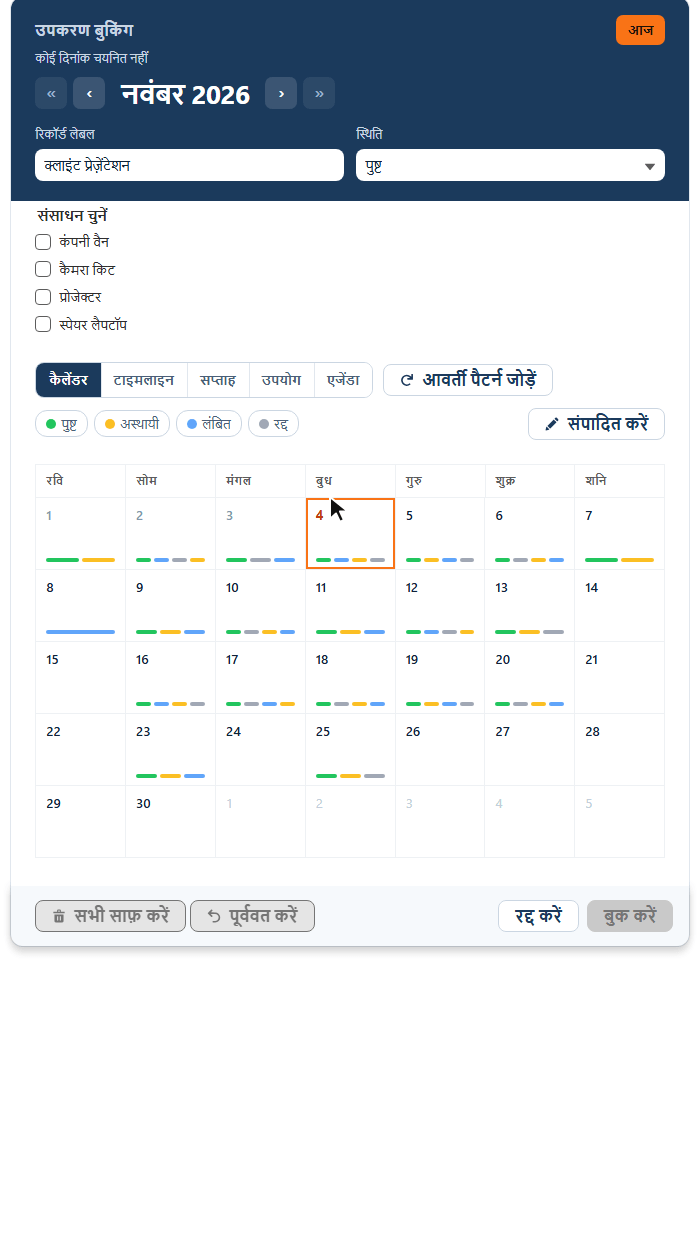 उपकरण बुकिंग
आज
कोई दिनांक चयनित नहीं
« ‹ नवंबर 2026 › »
रिकॉर्ड लेबल स्थिति
क्लाइंट प्रेज़ेंटेशन पुष्ट
संसाधन चुनें
कंपनी वैन
कैमरा किट
प्रोजेक्टर
स्पेयर लैपटॉप
कैलेंडर टाइमलाइन सप्ताह उपयोग एजेंडा आवर्ती पैटर्न जोड़ें
पुष्ट अस्थायी लंबित रद्द संपादित करें
रवि सोम मंगल बुध गुरु शुक्र शनि
1 2 3 4 5 6 7
8 9 10 11 12 13 14
15 16 17 18 19 20 21
22 23 24 25 26 27 28
29 30 1 2 3 4 5
सभी साफ़ करें पूर्ववत करें रद्द करें बुक करें